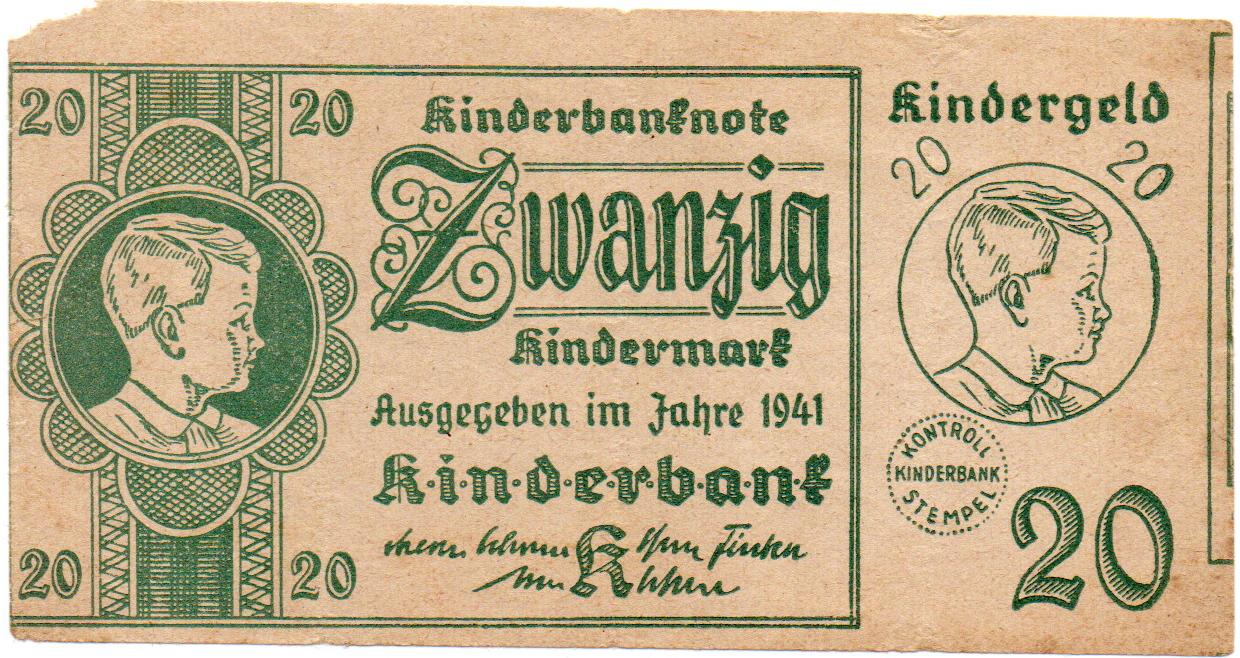 20
20
Kinderbanknote
Zwanzig
Kindermark
Ausgegeben im Jahre 1941
K·i·n·d·e·r·b·a·n·k
K
20
20
Kindergeld
20
20
KONTROLL
KINDERBANK
STEMPEL
20